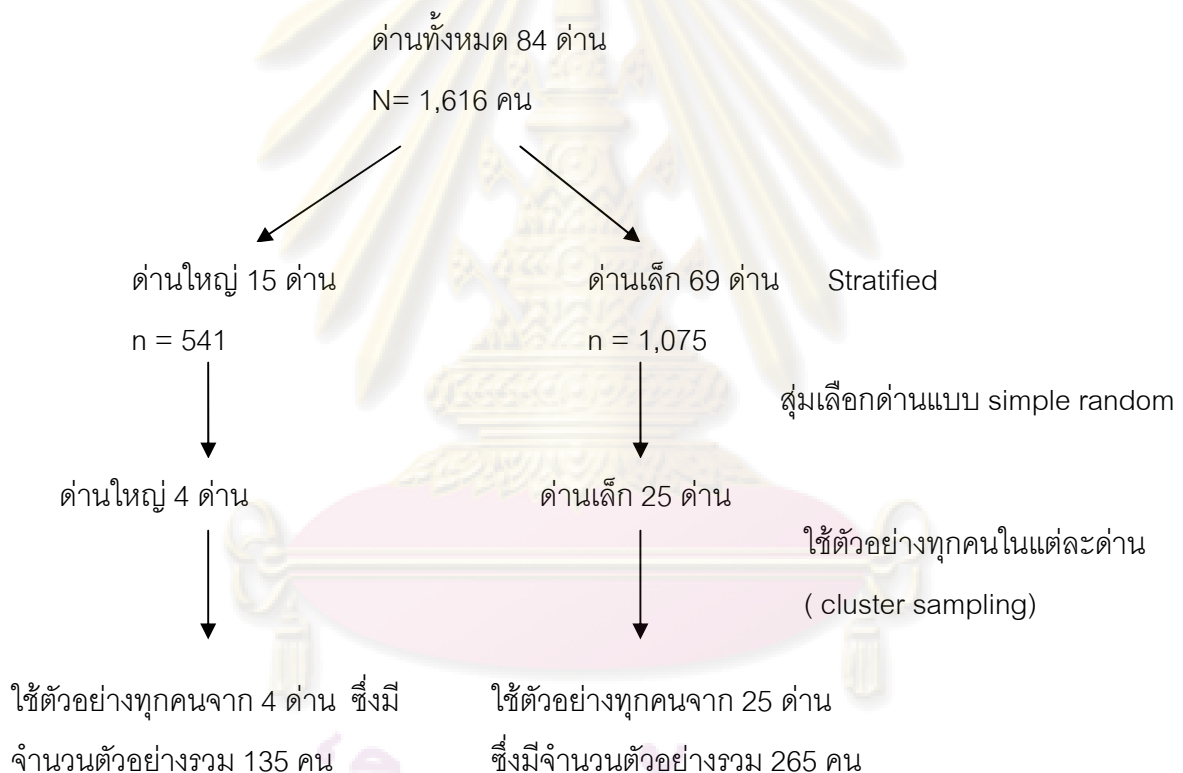 ด่านทั้งหมด 84 ด่าน
N= 1,616 คน
ด่านใหญ่ 15 ด่าน
ด่านเล็ก 69 ด่าน
Stratified
n = 541
n = 1,075
สุ่มเลือกด่านแบบ simple random
ด่านใหญ่ 4 ด่าน
ด่านเล็ก 25 ด่าน
ใช้ตัวอย่างทุกคนในแต่ละด่าน
( cluster sampling)
ใช้ตัวอย่างทุกคนจาก 4 ด่าน ซึ่งมี
จำนวนตัวอย่างรวม 135 คน
ใช้ตัวอย่างทุกคนจาก 25 ด่าน
ซึ่งมีจำนวนตัวอย่างรวม 265 คน